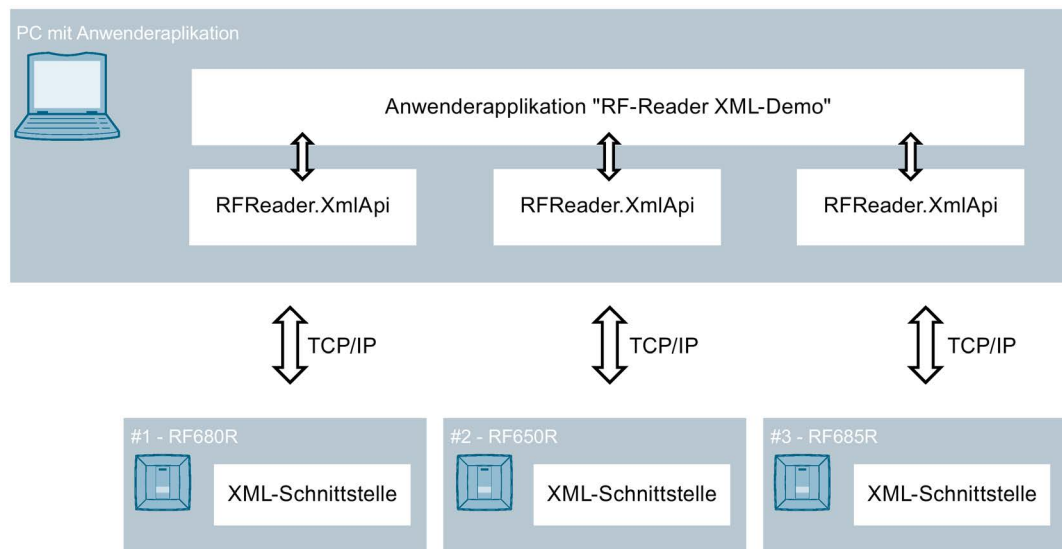 PC mit Anwenderaplikation
Anwenderapplikation "RF-Reader XML-Demo"
RFReader.XmlApi
RFReader.XmlApi
RFReader.XmlApi
TCP/IP
TCP/IP
TCP/IP
#1 - RF680R
#2 - RF650R
#3 - RF685R
XML-Schnittstelle
XML-Schnittstelle
XML-Schnittstelle